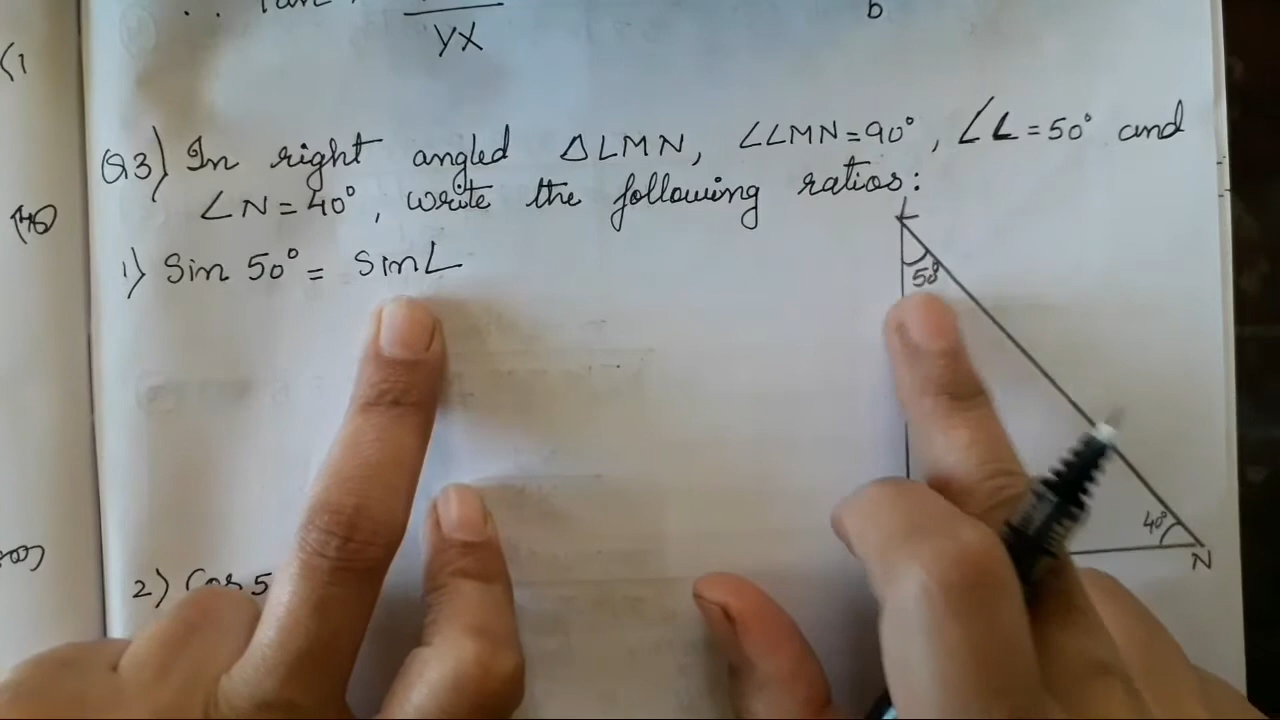 YX
b
Q3) In right angled △LMN, ∠LMN=90°, ∠L=50° and
∠N=40°, write the following ratios:
1) Sin 50° = Sin L
L
50°
40°
N
2) Cos 5